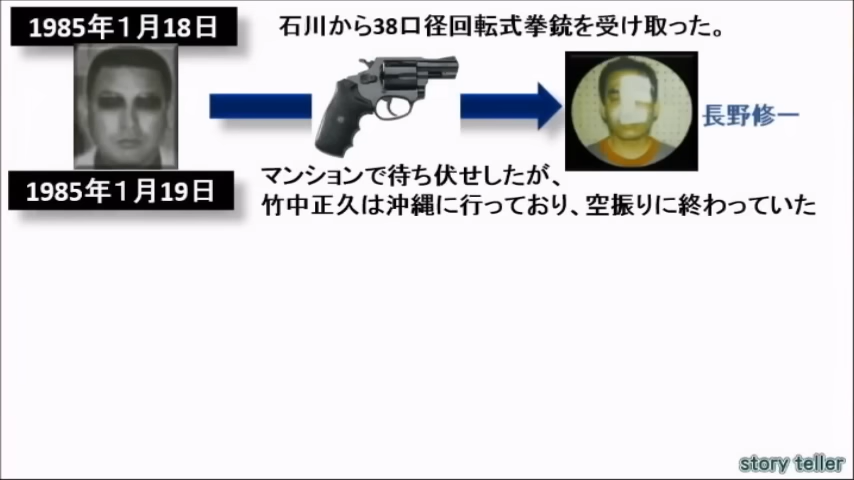 1985年１月18日
石川から38口径回転式拳銃を受け取った。
長野修一
1985年１月19日
マンションで待ち伏せしたが、
竹中正久は沖縄に行っており、空振りに終わっていた
story teller